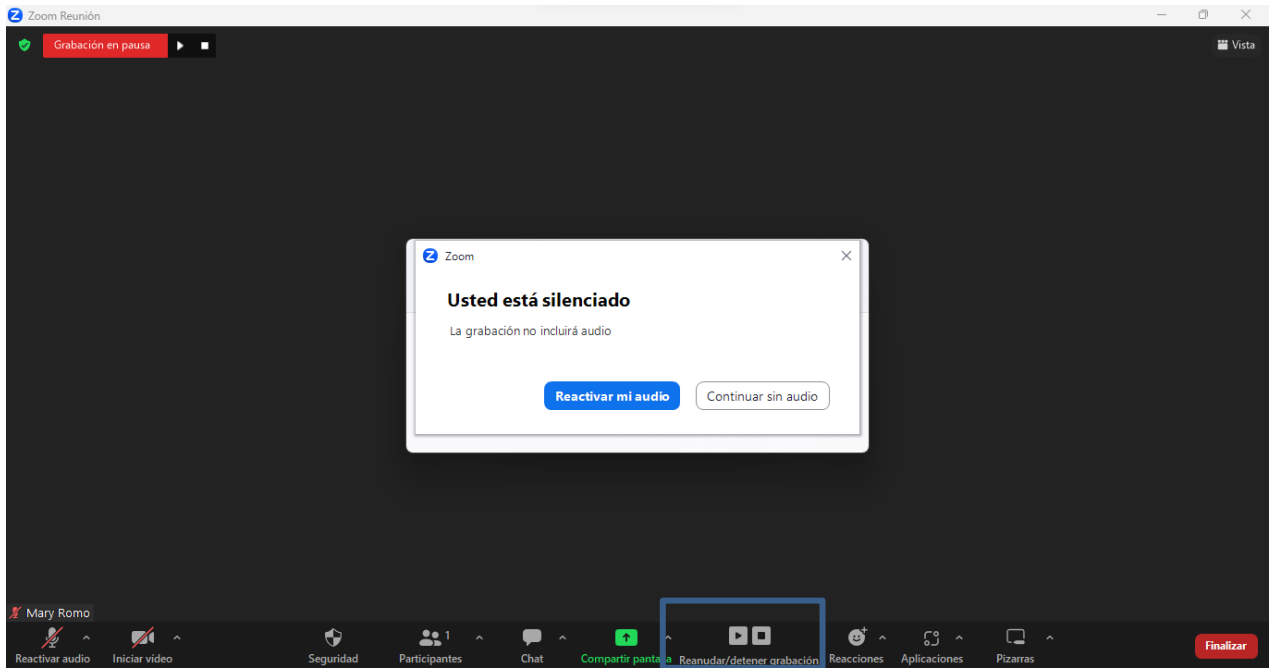 Zoom Reunión
Grabación en pausa
Vista
Zoom
Usted está silenciado
La grabación no incluirá audio
Reactivar mi audio
Continuar sin audio
Mary Romo
1
Reactivar audio Iniciar vídeo Seguridad Participantes Chat Compartir pantalla Reanudar/detener grabación Reacciones Aplicaciones Pizarras Finalizar